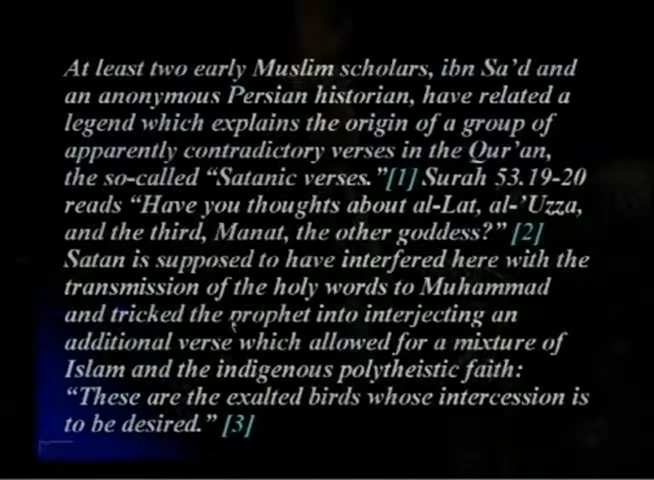 At least two early Muslim scholars, ibn Sa'd and
an anonymous Persian historian, have related a
legend which explains the origin of a group of
apparently contradictory verses in the Qur'an,
the so-called “Satanic verses.”[1] Surah 53.19-20
reads “Have you thoughts about al-Lat, al-'Uzza,
and the third, Manat, the other goddess?” [2]
Satan is supposed to have interfered here with the
transmission of the holy words to Muhammad
and tricked the prophet into interjecting an
additional verse which allowed for a mixture of
Islam and the indigenous polytheistic faith:
“These are the exalted birds whose intercession is
to be desired.” [3]